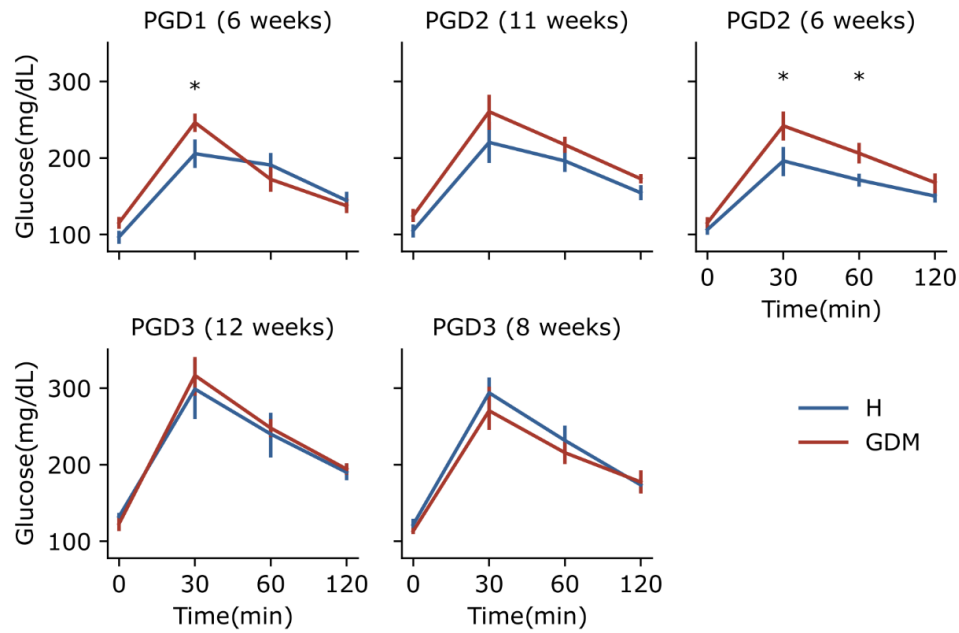 PGD1 (6 weeks)
PGD2 (11 weeks)
PGD2 (6 weeks)
Glucose(mg/dL)
300
200
100
*
* *
0 30 60 120
Time(min)
PGD3 (12 weeks)
PGD3 (8 weeks)
Glucose(mg/dL)
300
200
100
0 30 60 120
Time(min)
0 30 60 120
Time(min)
H
GDM